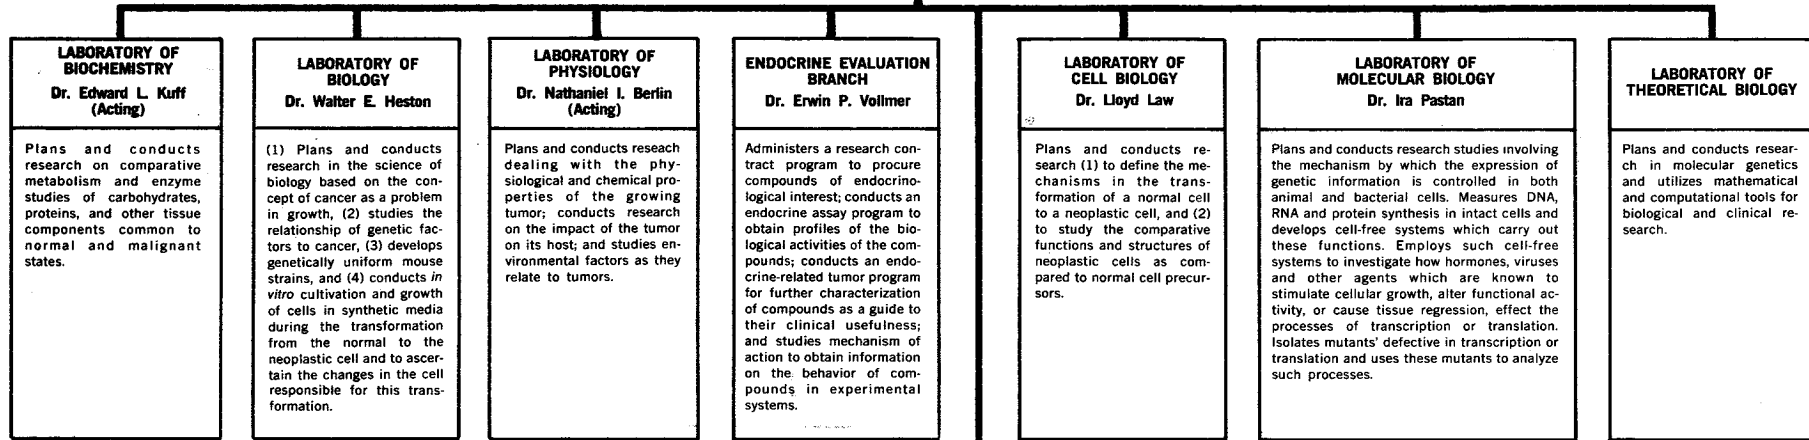 LABORATORY OF
BIOCHEMISTRY
Dr. Edward L. Kuff
(Acting)
Plans and conducts
research on comparative
metabolism and enzyme
studies of carbohydrates,
proteins, and other tissue
components common to
normal and malignant
states.
LABORATORY OF
BIOLOGY
Dr. Walter E. Heston
(1) Plans and conducts
research in the science of
biology based on the con-
cept of cancer as a problem
in growth, (2) studies the
relationship of genetic fac-
tors to cancer, (3) develops
genetically uniform mouse
strains, and (4) conducts in
vitro cultivation and growth
of cells in synthetic media
during the transformation
from the normal to the
neoplastic cell and to ascer-
tain the changes in the cell
responsible for this trans-
formation.
LABORATORY OF
PHYSIOLOGY
Dr. Nathaniel I. Berlin
(Acting)
Plans and conducts reseach
dealing with the phy-
siological and chemical pro-
perties of the growing
tumor; conducts research
on the impact of the tumor
on its host; and studies en-
vironmental factors as they
relate to tumors.
ENDOCRINE EVALUATION
BRANCH
Dr. Erwin P. Vollmer
Administers a research con-
tract program to procure
compounds of endocrino-
logical interest; conducts an
endocrine assay program to
obtain profiles of the bio-
logical activities of the com-
pounds; conducts an endo-
crine-related tumor program
for further characterization
of compounds as a guide to
their clinical usefulness;
and studies mechanism of
action to obtain information
on the behavior of com-
pounds in experimental
systems.
LABORATORY OF
CELL BIOLOGY
Dr. Lloyd Law
Plans and conducts re-
search (1) to define the me-
chanisms in the trans-
formation of a normal cell
to a neoplastic cell, and (2)
to study the comparative
functions and structures of
neoplastic cells as com-
pared to normal cell precur-
sors.
LABORATORY OF
MOLECULAR BIOLOGY
Dr. Ira Pastan
Plans and conducts research studies involving
the mechanism by which the expression of
genetic information is controlled in both
animal and bacterial cells. Measures DNA,
RNA and protein synthesis in intact cells and
develops cell-free systems which carry out
these functions. Employs such cell-free
systems to investigate how hormones, viruses
and other agents which are known to
stimulate cellular growth, alter functional ac-
tivity, or cause tissue regression, effect the
processes of transcription or translation.
Isolates mutants' defective in transcription or
translation and uses these mutants to analyze
such processes.
LABORATORY OF
THEORETICAL BIOLOGY
Plans and conducts resear-
ch in molecular genetics
and utilizes mathematical
and computational tools for
biological and clinical re-
search.